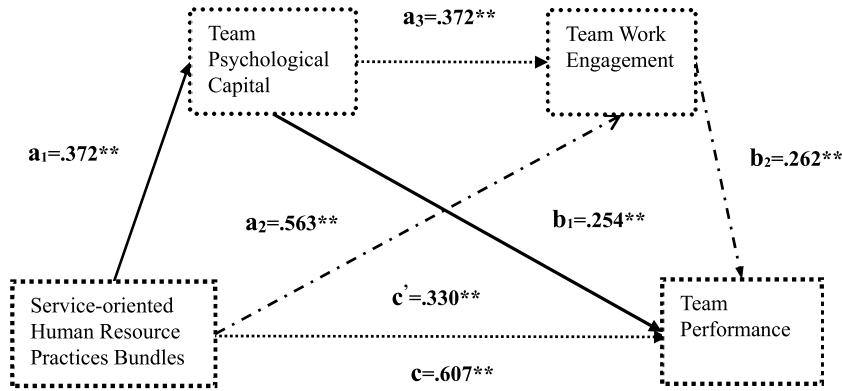 a₃=.372**
Team
Psychological
Capital
Team Work
Engagement
a₁=.372**
b₂=.262**
a₂=.563**
b₁=.254**
c’=.330**
Service-oriented
Human Resource
Practices Bundles
Team
Performance
c=.607**